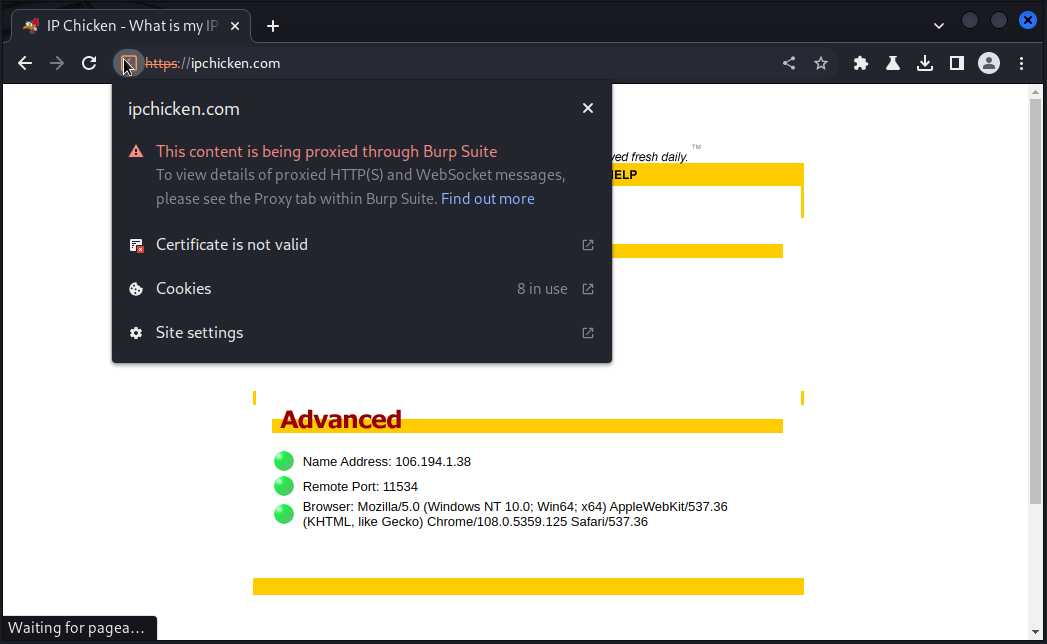 IP Chicken - What is my IP
https://ipchicken.com
ipchicken.com
This content is being proxied through Burp Suite
To view details of proxied HTTP(S) and WebSocket messages,
please see the Proxy tab within Burp Suite. Find out more
Certificate is not valid
Cookies 8 in use
Site settings
fresh daily. ™
Advanced
Name Address: 106.194.1.38
Remote Port: 11534
Browser: Mozilla/5.0 (Windows NT 10.0; Win64; x64) AppleWebKit/537.36
(KHTML, like Gecko) Chrome/108.0.5359.125 Safari/537.36
Waiting for pagea…